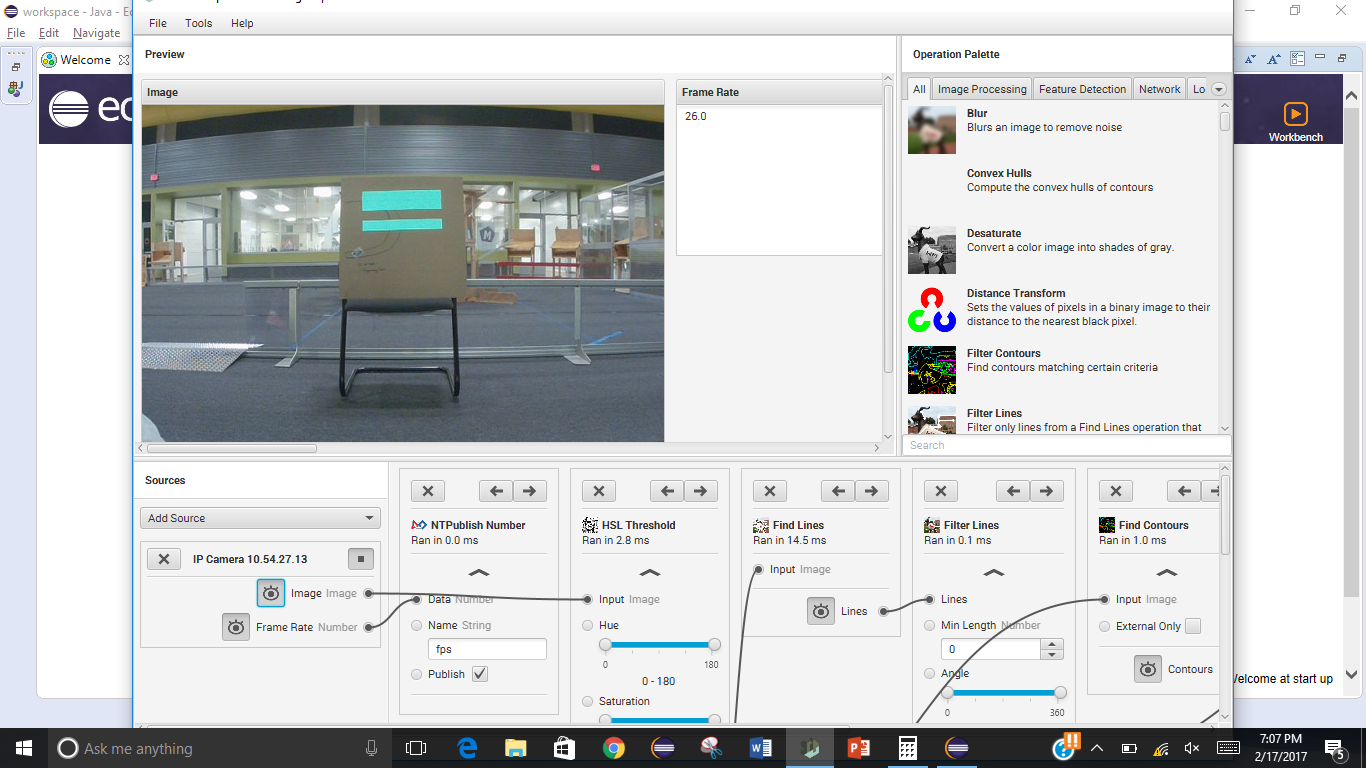 workspace - Java - Ec
File Edit Navigate
Welcome
ec
Workbench
Welcome at start up
File Tools Help
Preview
Image
Frame Rate
26.0
Operation Palette
All Image Processing Feature Detection Network Lo
Blur
Blurs an image to remove noise
Convex Hulls
Compute the convex hulls of contours
Desaturate
Convert a color image into shades of gray.
Distance Transform
Sets the values of pixels in a binary image to their
distance to the nearest black pixel.
Filter Contours
Find contours matching certain criteria
Filter Lines
Filter only lines from a Find Lines operation that
Search
Sources
Add Source
IP Camera 10.54.27.13
Image Image
Frame Rate Number
NTPublish Number
Ran in 0.0 ms
Data Number
Name String
fps
Publish
HSL Threshold
Ran in 2.8 ms
Input Image
Hue
0 180
0 - 180
Saturation
Find Lines
Ran in 14.5 ms
Input Image
Lines
Filter Lines
Ran in 0.1 ms
Lines
Min Length Number
0
Angle
0 360
Find Contours
Ran in 1.0 ms
Input Image
External Only
Contours
Ask me anything
7:07 PM
2/17/2017
5